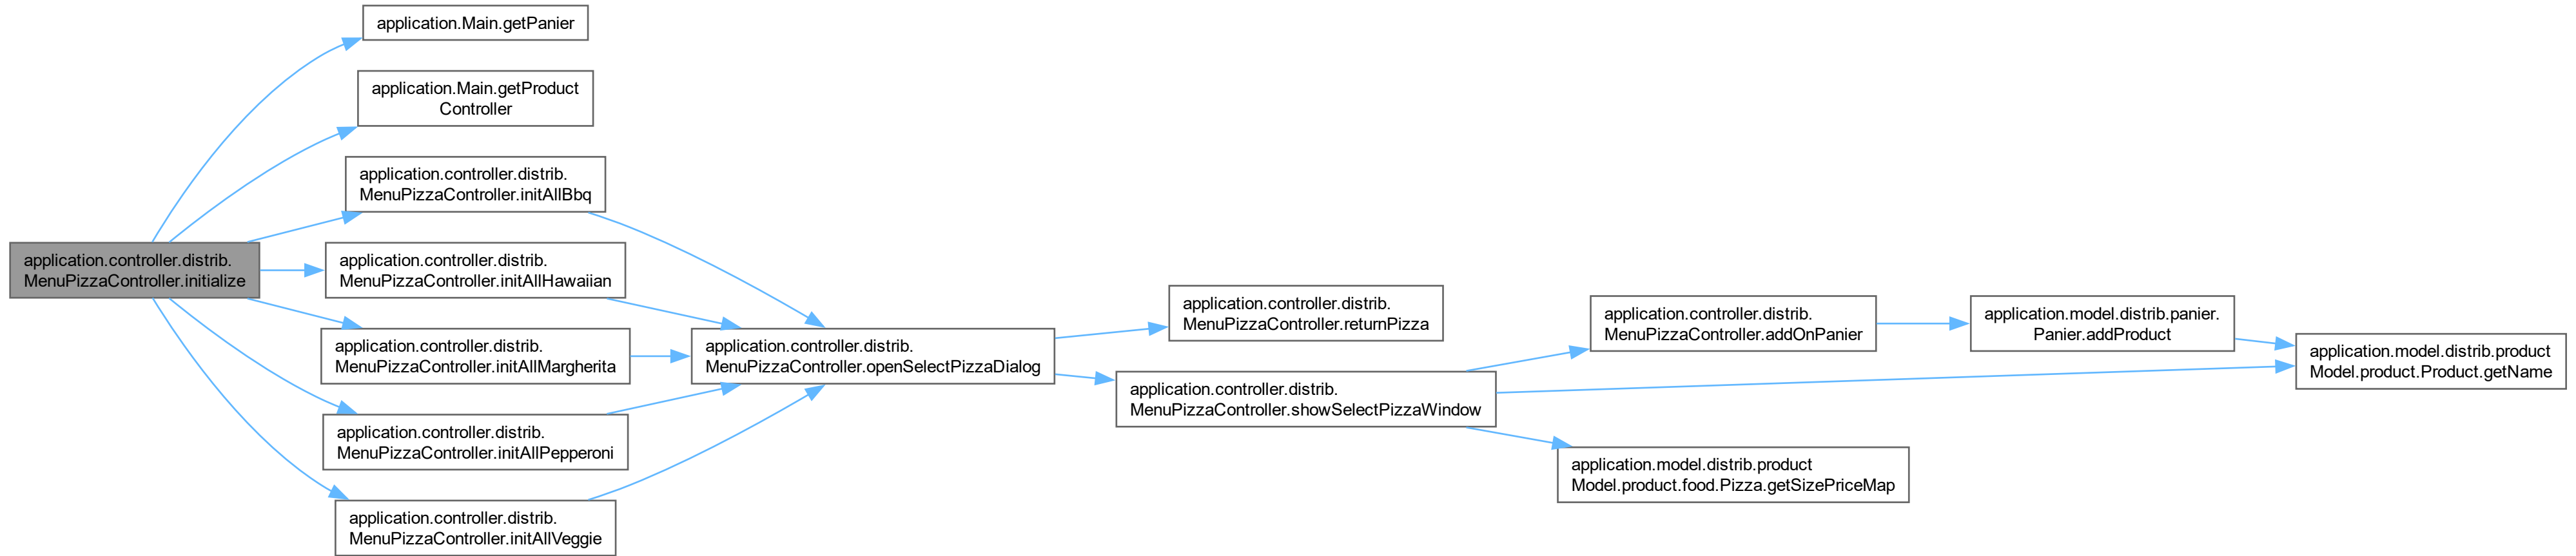 application.controller.distrib.
MenuPizzaController.initialize
application.Main.getPanier
application.Main.getProduct
Controller
application.controller.distrib.
MenuPizzaController.initAllBbq
application.controller.distrib.
MenuPizzaController.initAllHawaiian
application.controller.distrib.
MenuPizzaController.initAllMargherita
application.controller.distrib.
MenuPizzaController.initAllPepperoni
application.controller.distrib.
MenuPizzaController.initAllVeggie
application.controller.distrib.
MenuPizzaController.openSelectPizzaDialog
application.controller.distrib.
MenuPizzaController.returnPizza
application.controller.distrib.
MenuPizzaController.showSelectPizzaWindow
application.controller.distrib.
MenuPizzaController.addOnPanier
application.model.distrib.product
Model.product.food.Pizza.getSizePriceMap
application.model.distrib.panier.
Panier.addProduct
application.model.distrib.product
Model.product.Product.getName